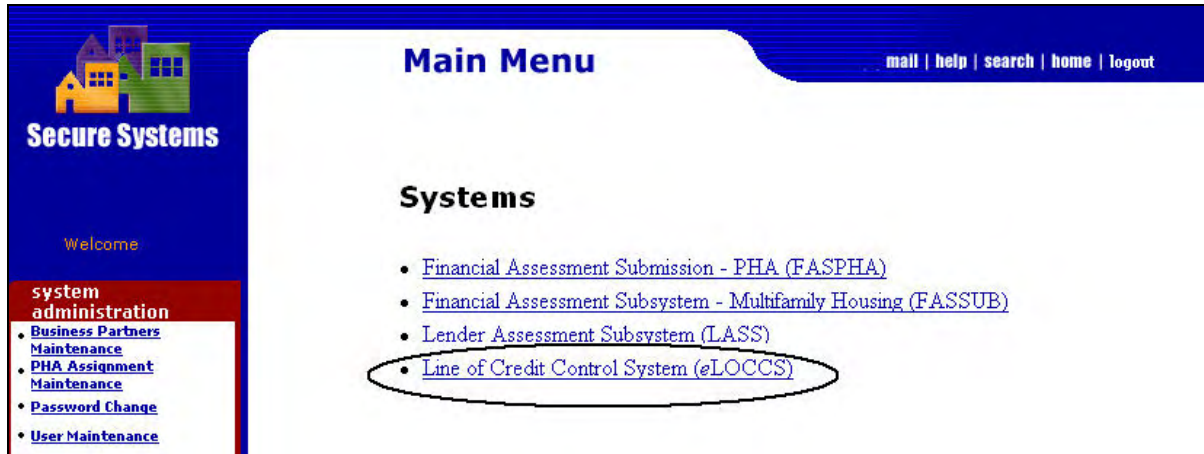 Main Menu
mail | help | search | home | logout
Secure Systems
Welcome
system
administration
• Business Partners
Maintenance
• PHA Assignment
Maintenance
• Password Change
• User Maintenance
Systems
• Financial Assessment Submission - PHA (FASPHA)
• Financial Assessment Subsystem - Multifamily Housing (FASSUB)
• Lender Assessment Subsystem (LASS)
• Line of Credit Control System (eLOCCS)